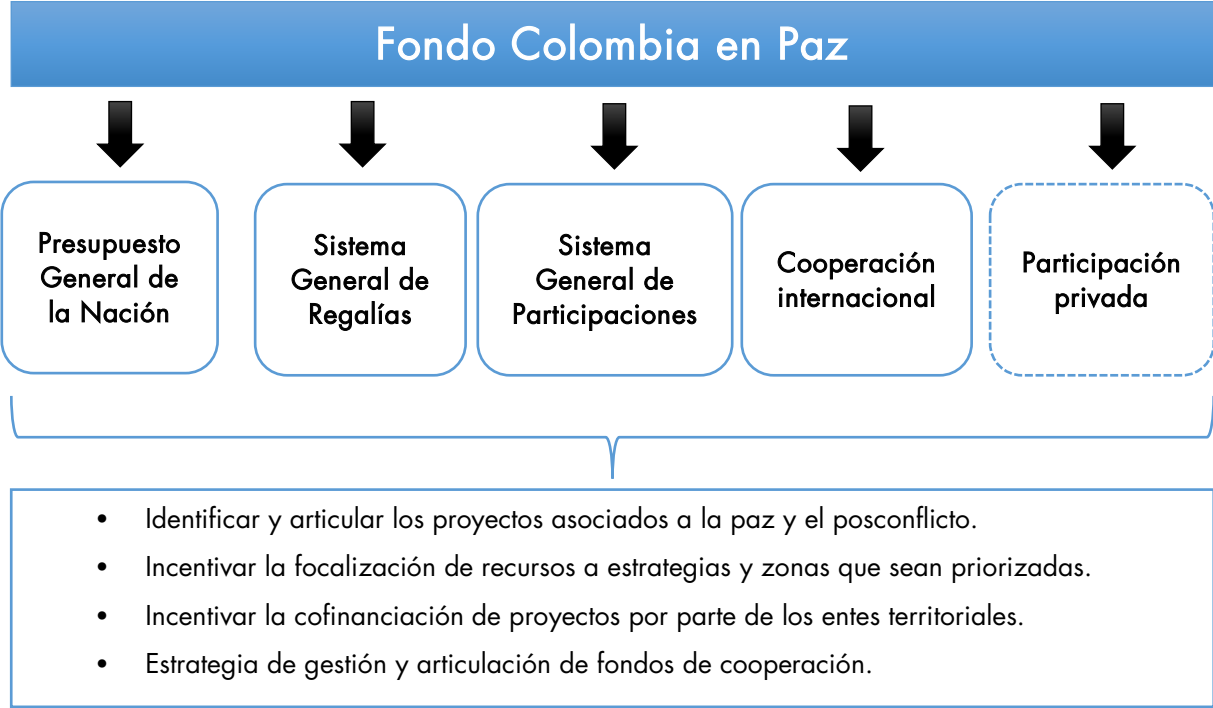 Fondo Colombia en Paz
Presupuesto
General de
la Nación
Sistema
General de
Regalías
Sistema
General de
Participaciones
Cooperación
internacional
Participación
privada
• Identificar y articular los proyectos asociados a la paz y el posconflicto.
• Incentivar la focalización de recursos a estrategias y zonas que sean priorizadas.
• Incentivar la cofinanciación de proyectos por parte de los entes territoriales.
• Estrategia de gestión y articulación de fondos de cooperación.